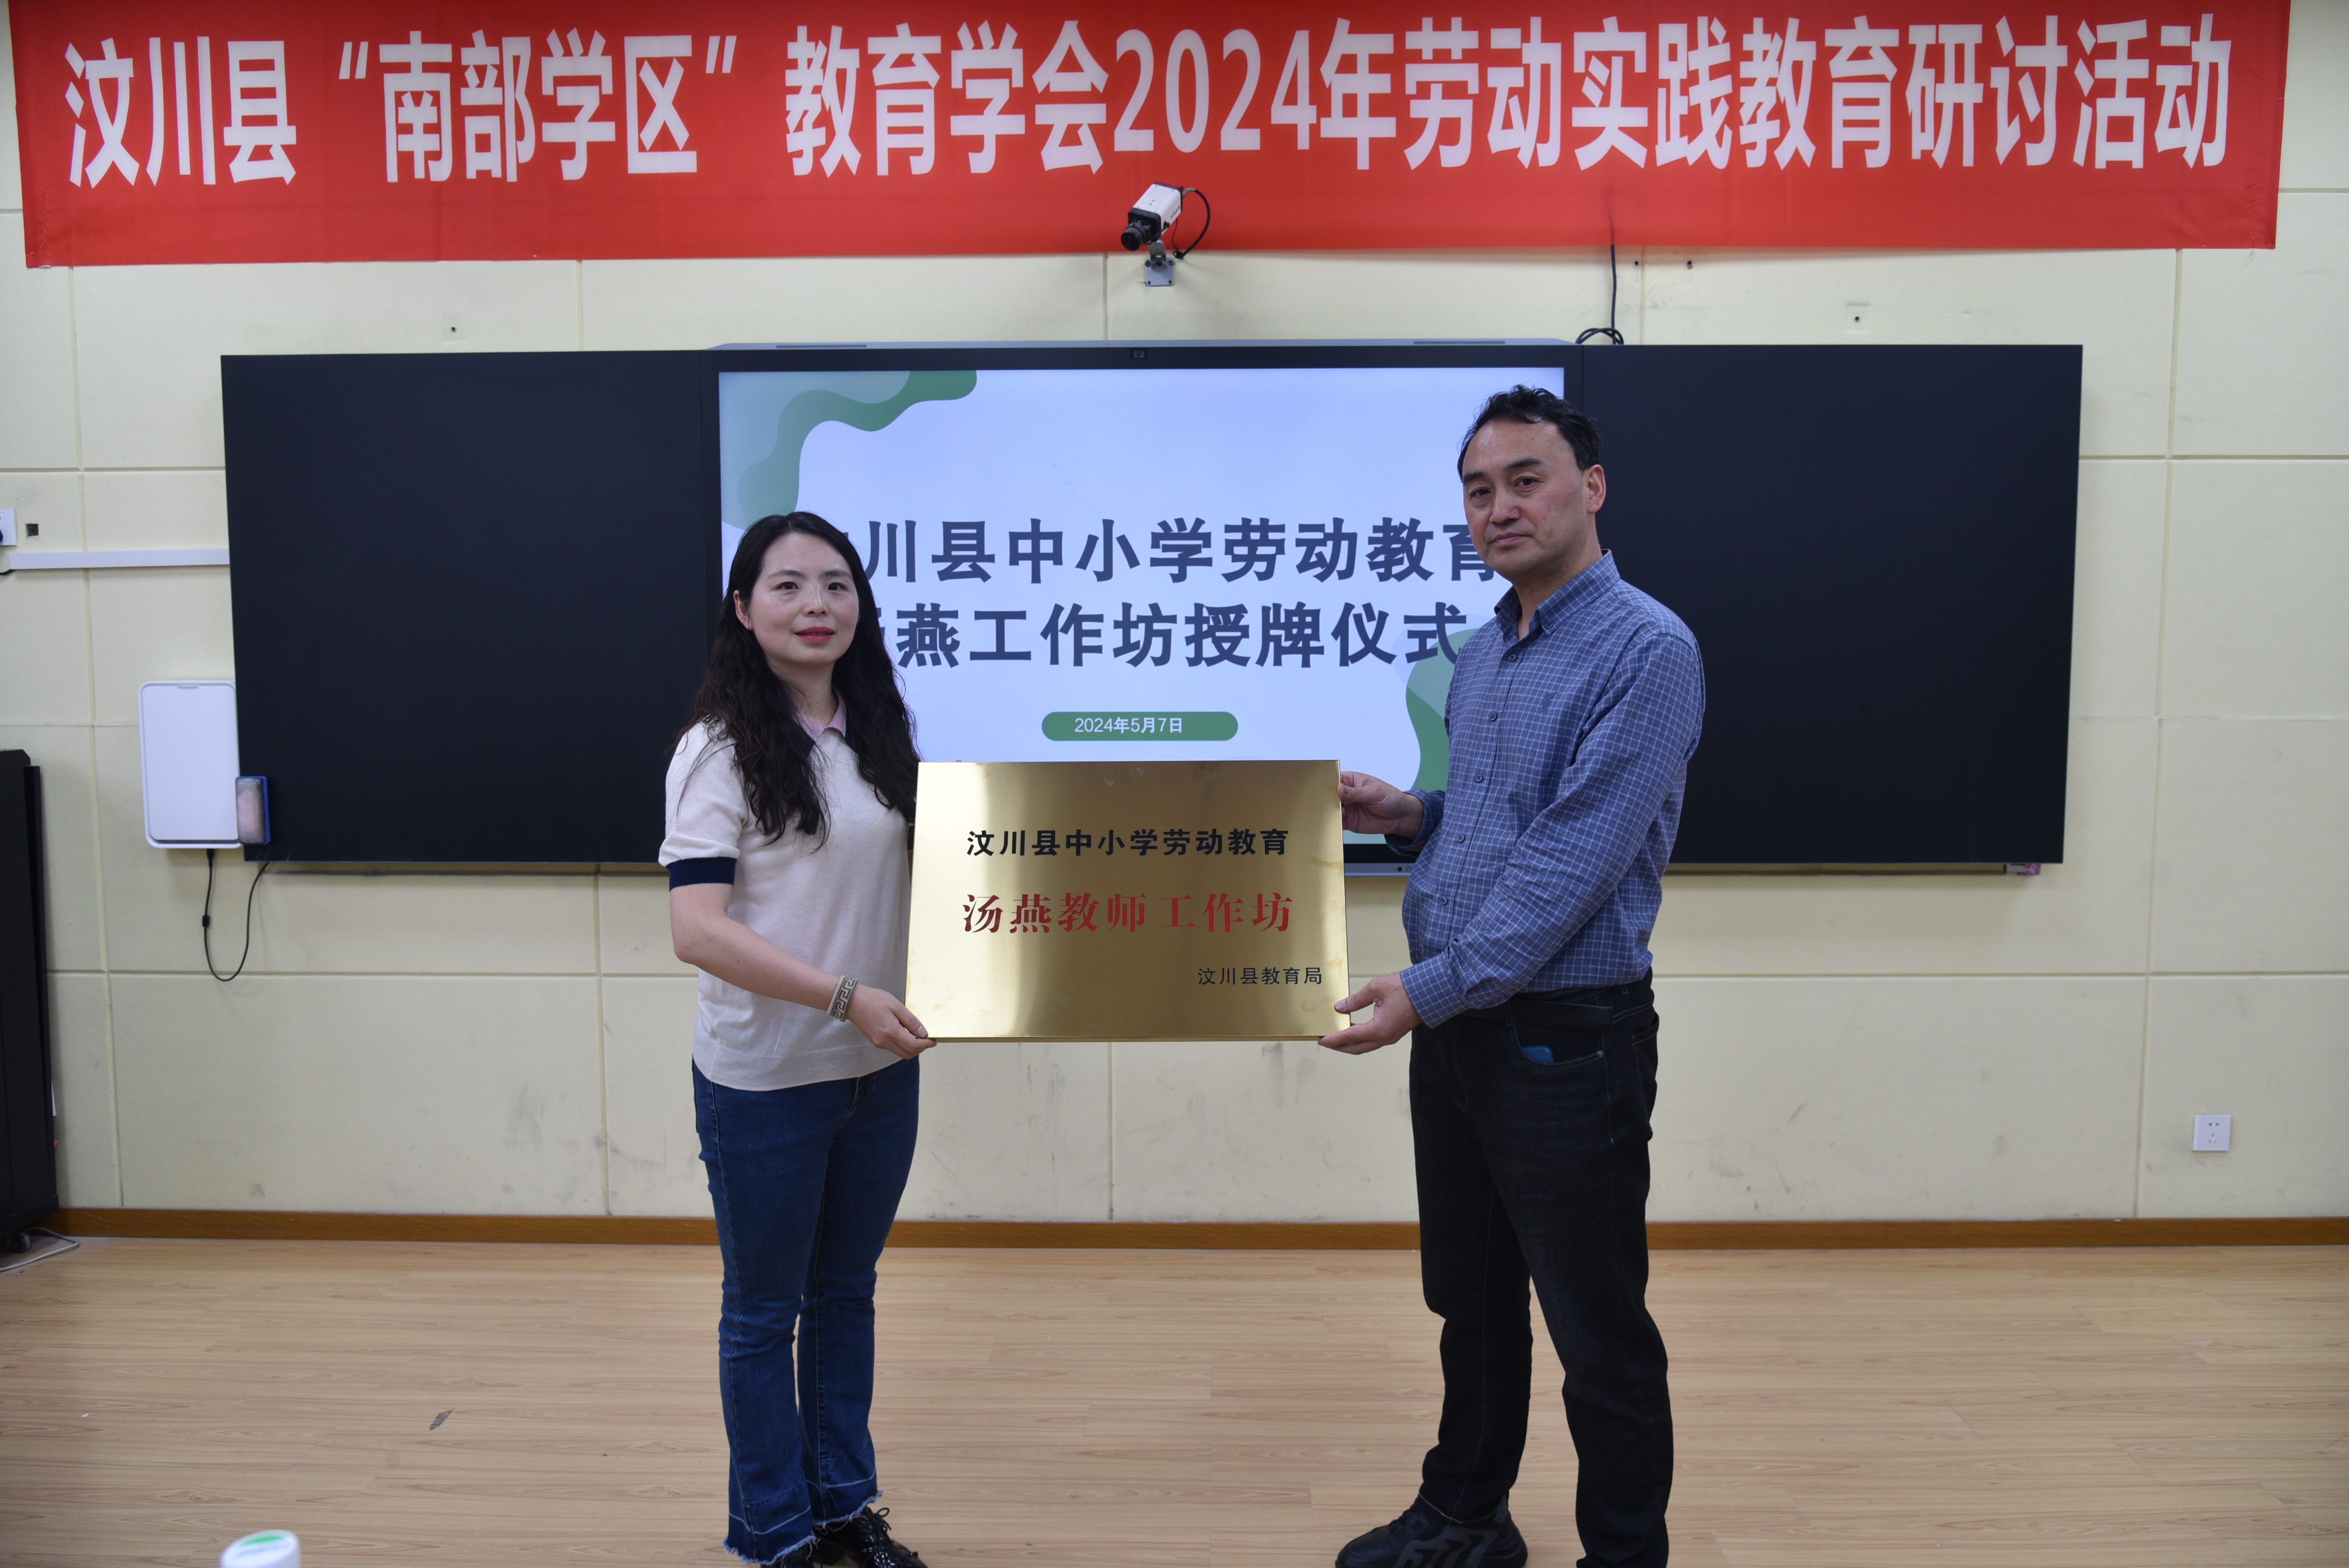 汶川县“南部学区”教育学会2024年劳动实践教育研讨活动
川县中小学劳动教育
燕工作坊授牌仪式
2024年5月7日
汶川县中小学劳动教育
汤燕教师工作坊
汶川县教育局